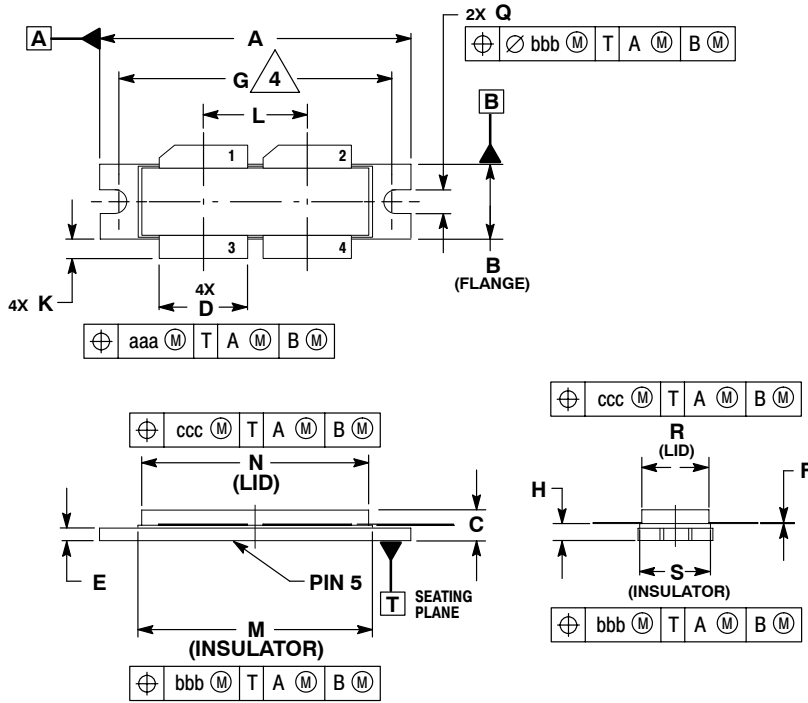 A
A
2X Q
⌖ ∅ bbb Ⓜ T A Ⓜ B Ⓜ
G 4
L
B
1 2
3 4
B
(FLANGE)
4X K
4X
D
⌖ aaa Ⓜ T A Ⓜ B Ⓜ
⌖ ccc Ⓜ T A Ⓜ B Ⓜ
N
(LID)
C
E
PIN 5
T SEATING
PLANE
M
(INSULATOR)
⌖ bbb Ⓜ T A Ⓜ B Ⓜ
⌖ ccc Ⓜ T A Ⓜ B Ⓜ
R
(LID)
H
F
S
(INSULATOR)
⌖ bbb Ⓜ T A Ⓜ B Ⓜ